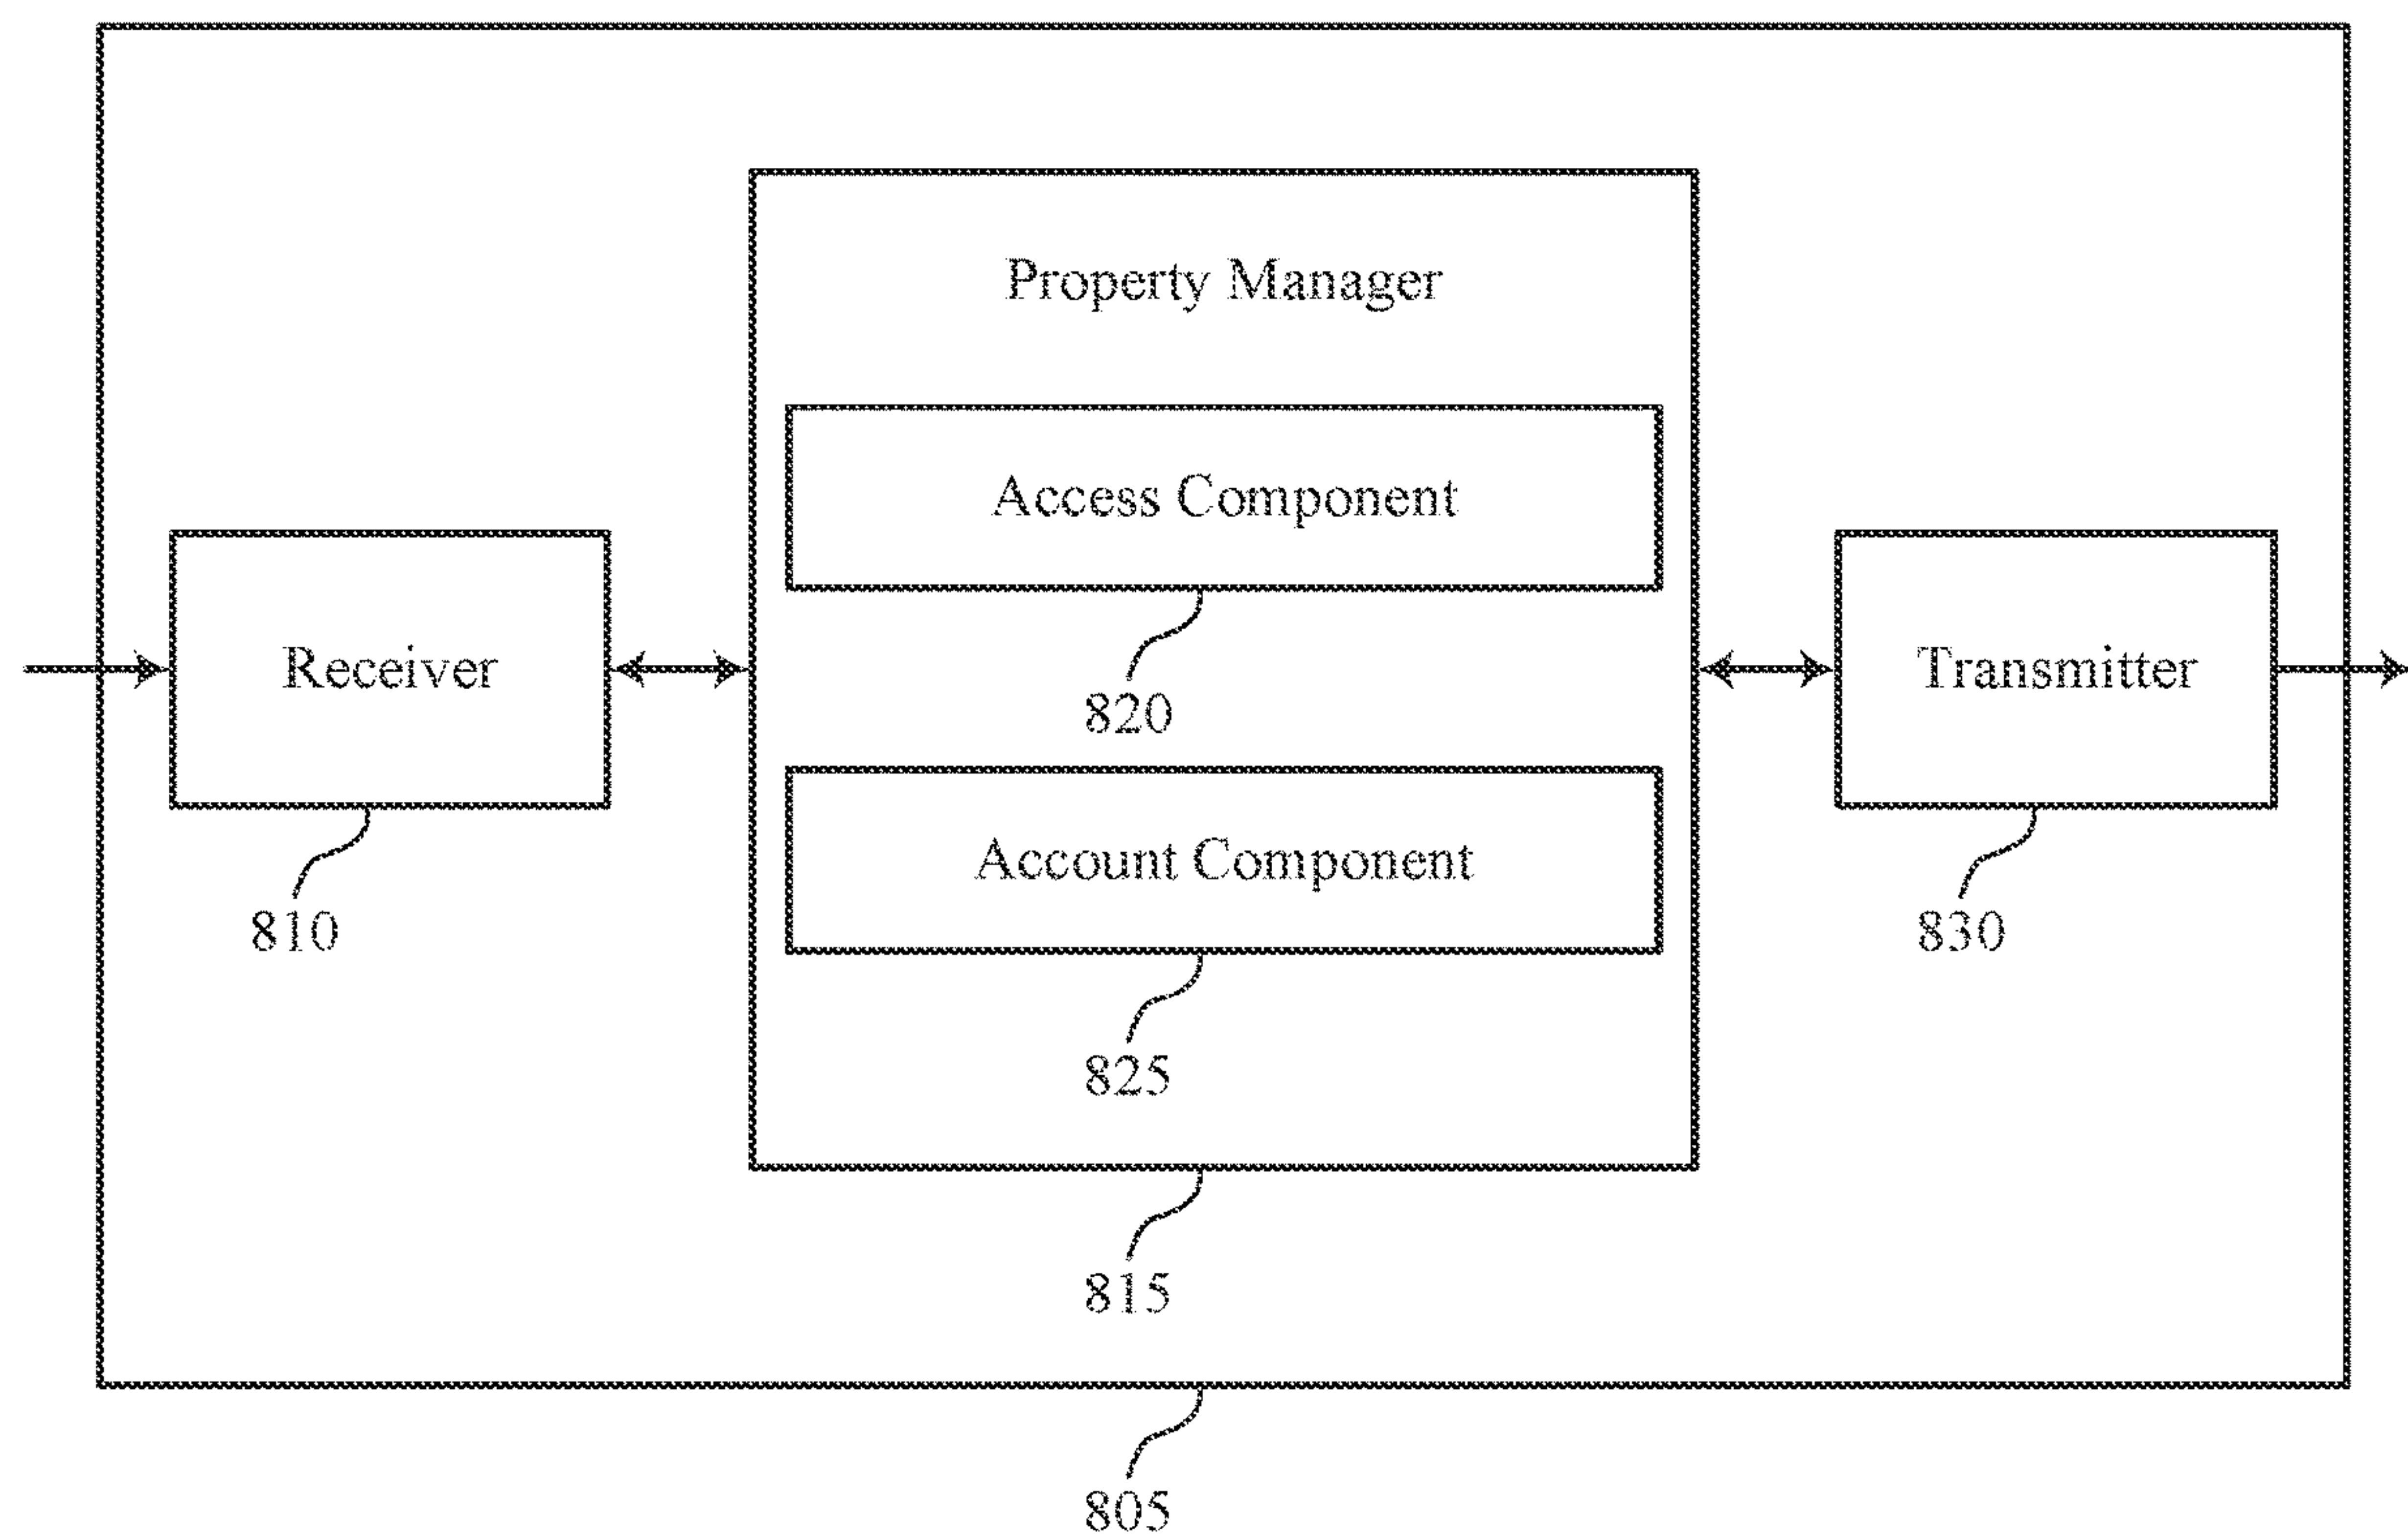 Property Manager
Access Component
820
Receiver
810
Transmitter
830
Account Component
825
815
805